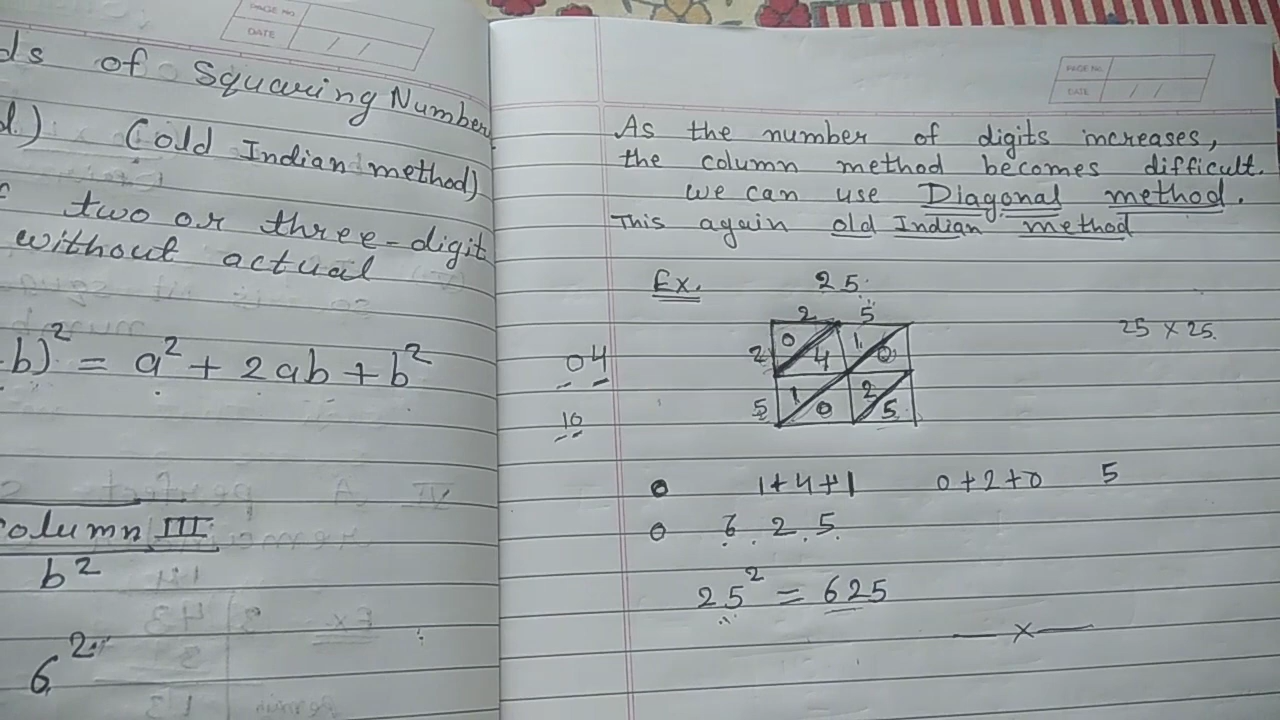 PAGE NO.
DATE / /
ds of Squaring Number
d.) (old Indian method)
two or three-digit
without actual
b)² = a² + 2ab + b²
Column III
b²
6²
PAGE No.
DATE / /
As the number of digits increases,
the column method becomes difficult.
we can use Diagonal method.
This again old Indian method
Ex. 25
2 5
25 x 25.
2 0 4 1 0
04
5 1 0 2 5
10
0 1+4+1 0+2+0 5
0 6 2 5
25² = 625
x